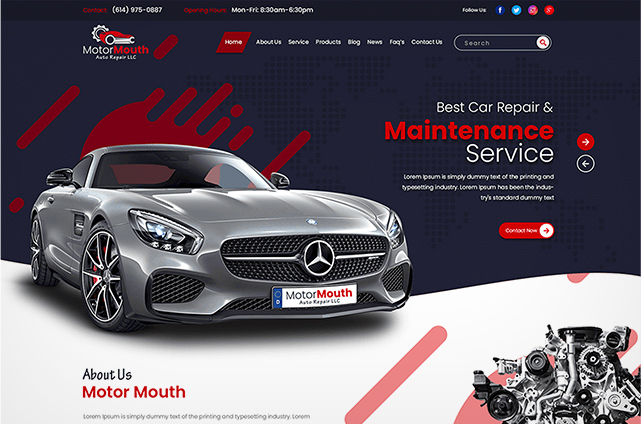 Contact: (614) 975-0887 Opening Hours: Mon-Fri: 8:30am-6:30pm Follow Us:
MotorMouth
Auto Repair LLC
Home About Us Service Products Blog News Faq's Contact Us Search
Best Car Repair &
Maintenance
Service
Lorem Ipsum is simply dummy text of the printing and
typesetting industry. Lorem Ipsum has been the indus-
try's standard dummy text
Contact Now
MotorMouth
Auto Repair LLC
About Us
Motor Mouth
Lorem Ipsum is simply dummy text of the printing and typesetting industry. Lorem Ipsum